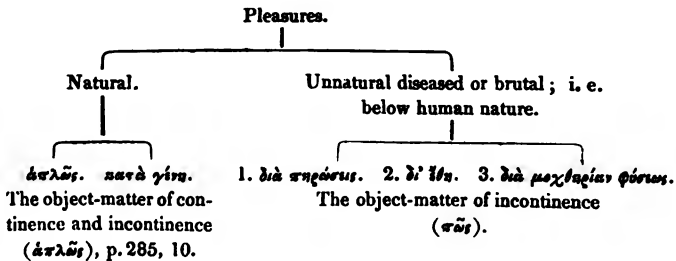 Pleasures.
Natural.
Unnatural diseased or brutal; i. e.
below human nature.
ἁπλῶς. κατὰ γένη.
The object-matter of con-
tinence and incontinence
(ἁπλῶς), p. 285, 10.
1. διὰ πηρώσεις. 2. δι' ἔθη. 3. διὰ μοχθηρίαν φύσεως.
The object-matter of incontinence
(πῶς).